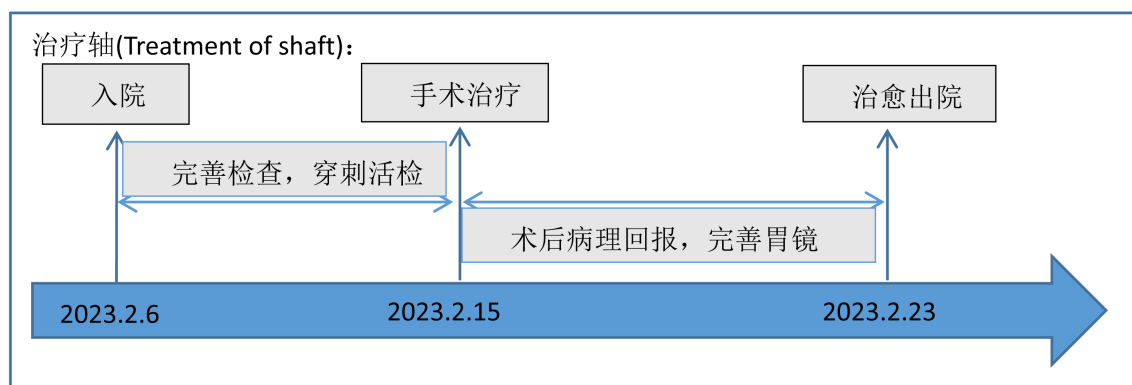 治疗轴(Treatment of shaft)：
入院
手术治疗
治愈出院
完善检查，穿刺活检
术后病理回报，完善胃镜
2023.2.6
2023.2.15
2023.2.23